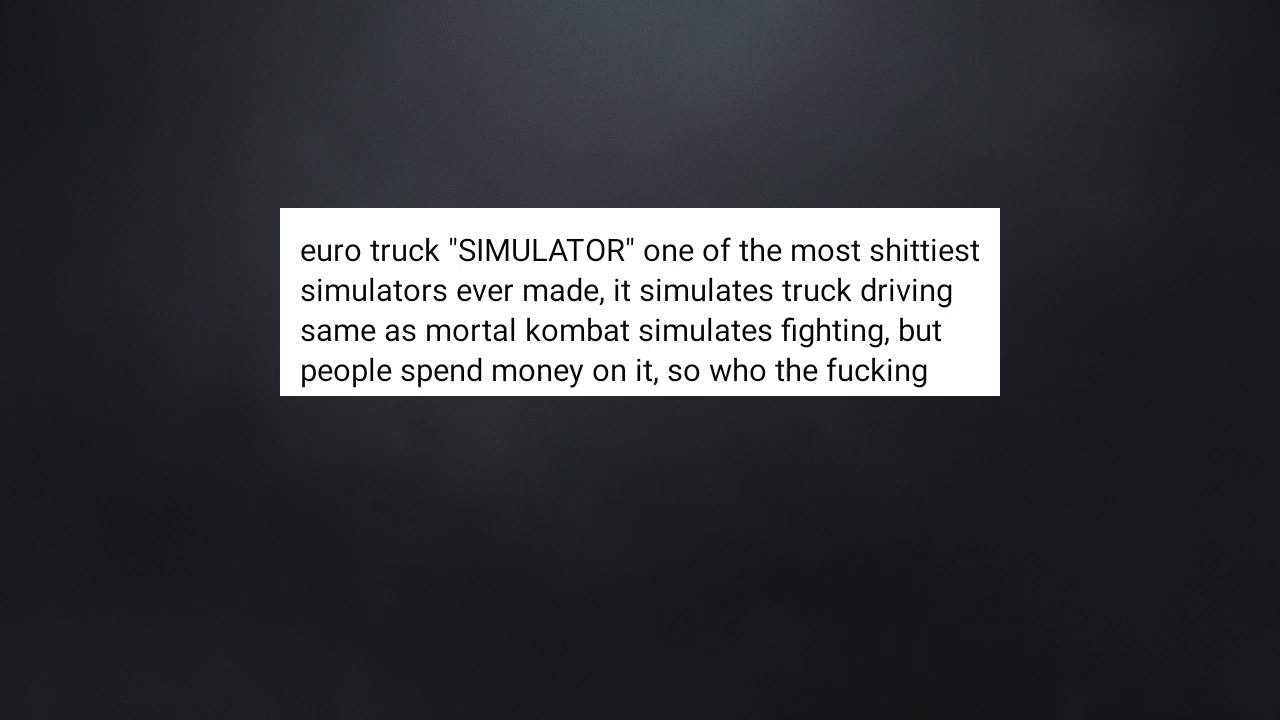 euro truck "SIMULATOR" one of the most shittiest
simulators ever made, it simulates truck driving
same as mortal kombat simulates fighting, but
people spend money on it, so who the fucking